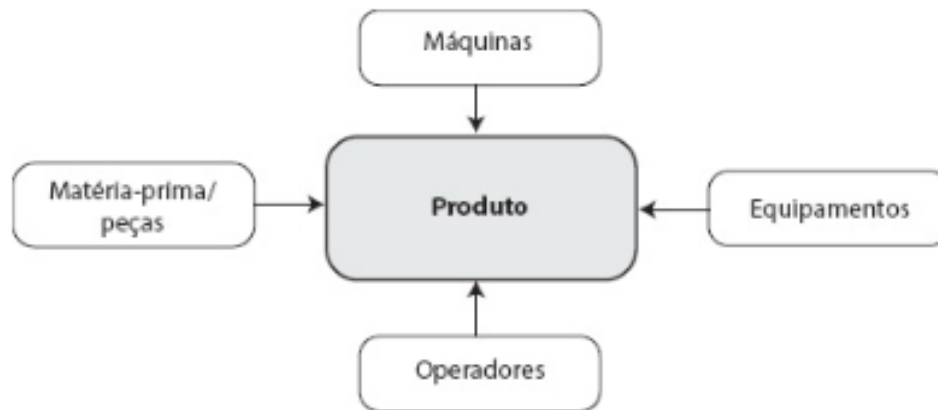 Máquinas
Matéria-prima/
peças
Produto
Equipamentos
Operadores